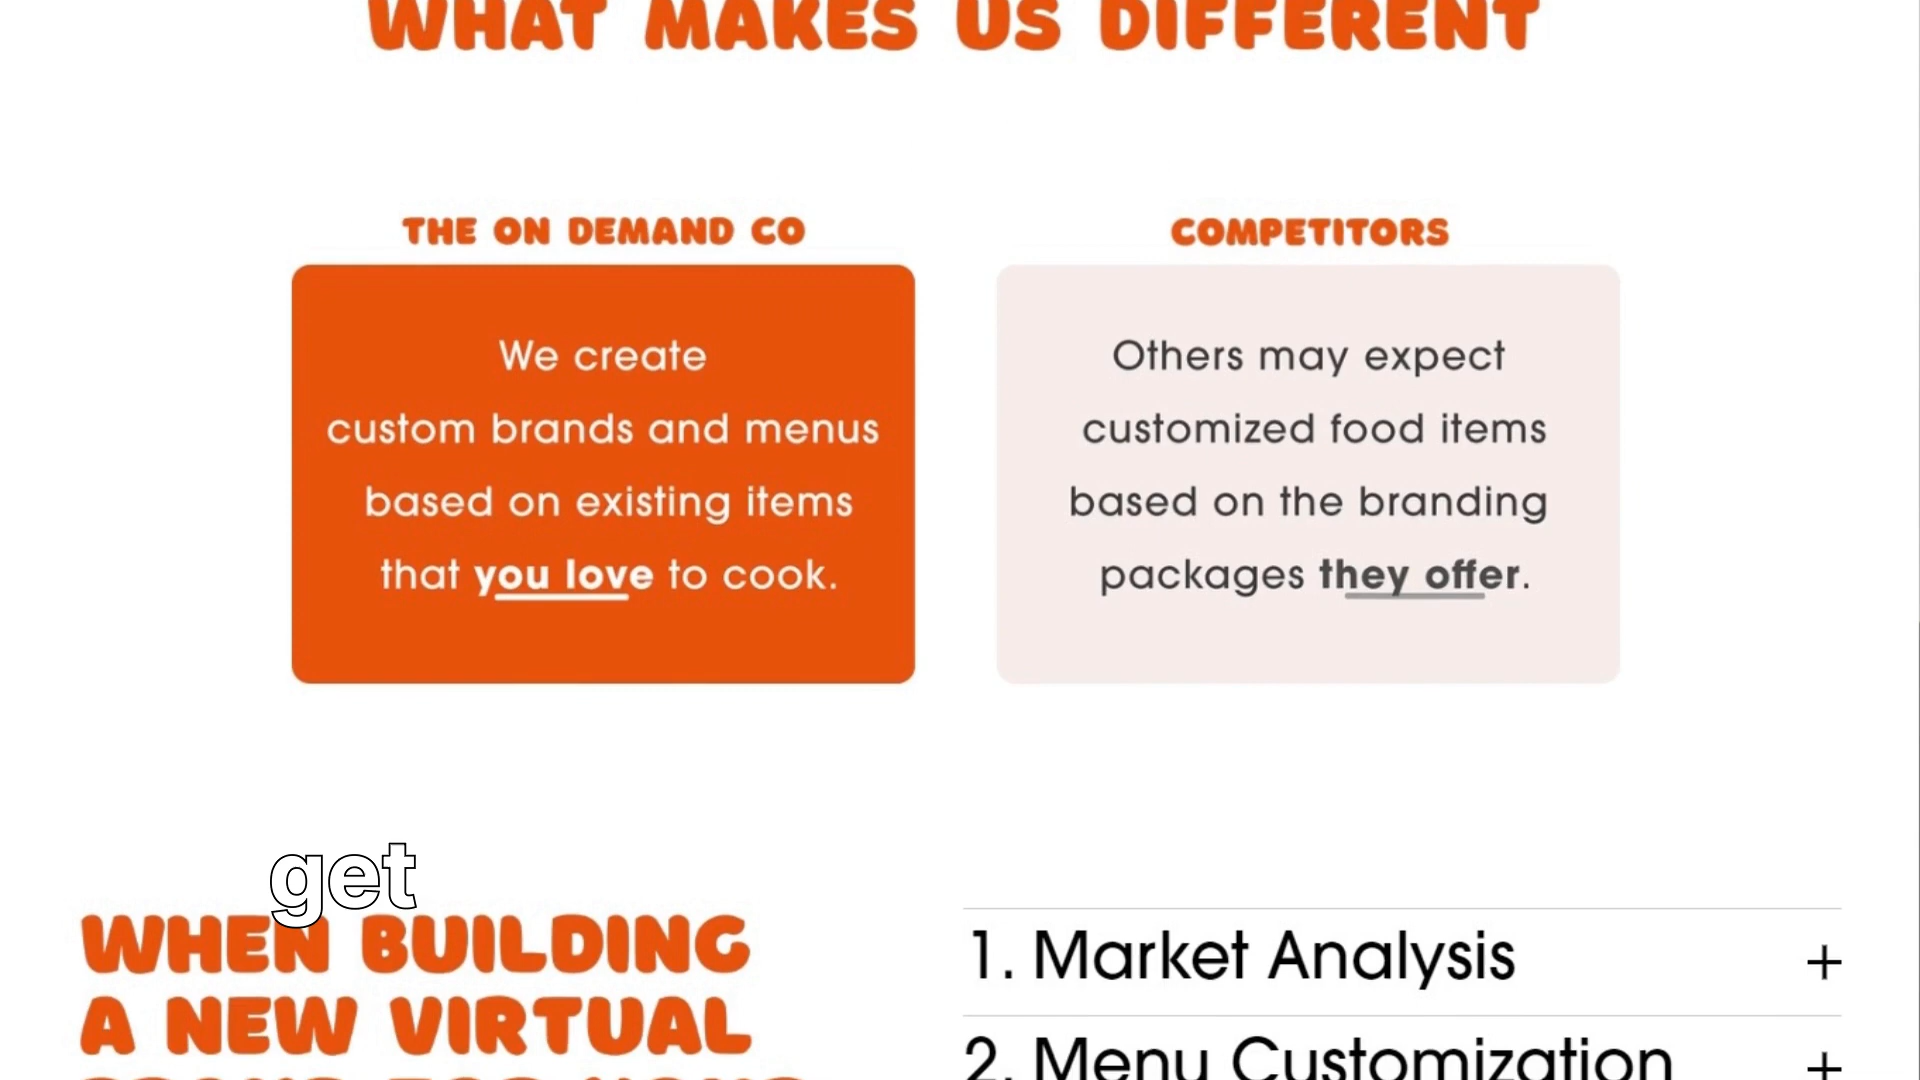 WHAT MAKES US DIFFERENT
THE ON DEMAND CO
We create
custom brands and menus
based on existing items
that you love to cook.
COMPETITORS
Others may expect
customized food items
based on the branding
packages they offer.
get
WHEN BUILDING
A NEW VIRTUAL
1. Market Analysis +
2. Menu Customization +